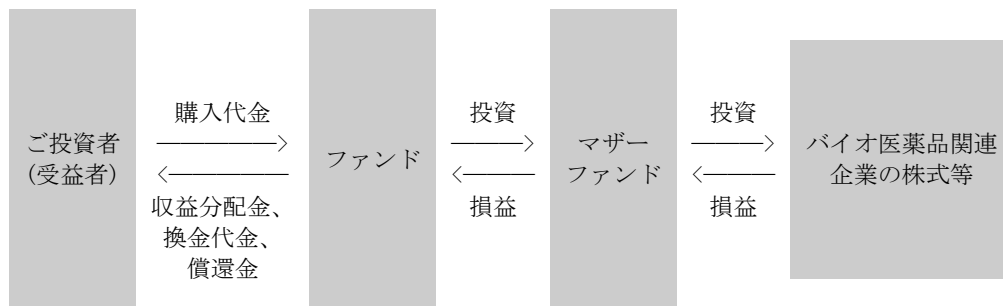 ご投資者
(受益者)
購入代金
収益分配金、
換金代金、
償還金
ファンド
投資
損益
マザー
ファンド
投資
損益
バイオ医薬品関連
企業の株式等